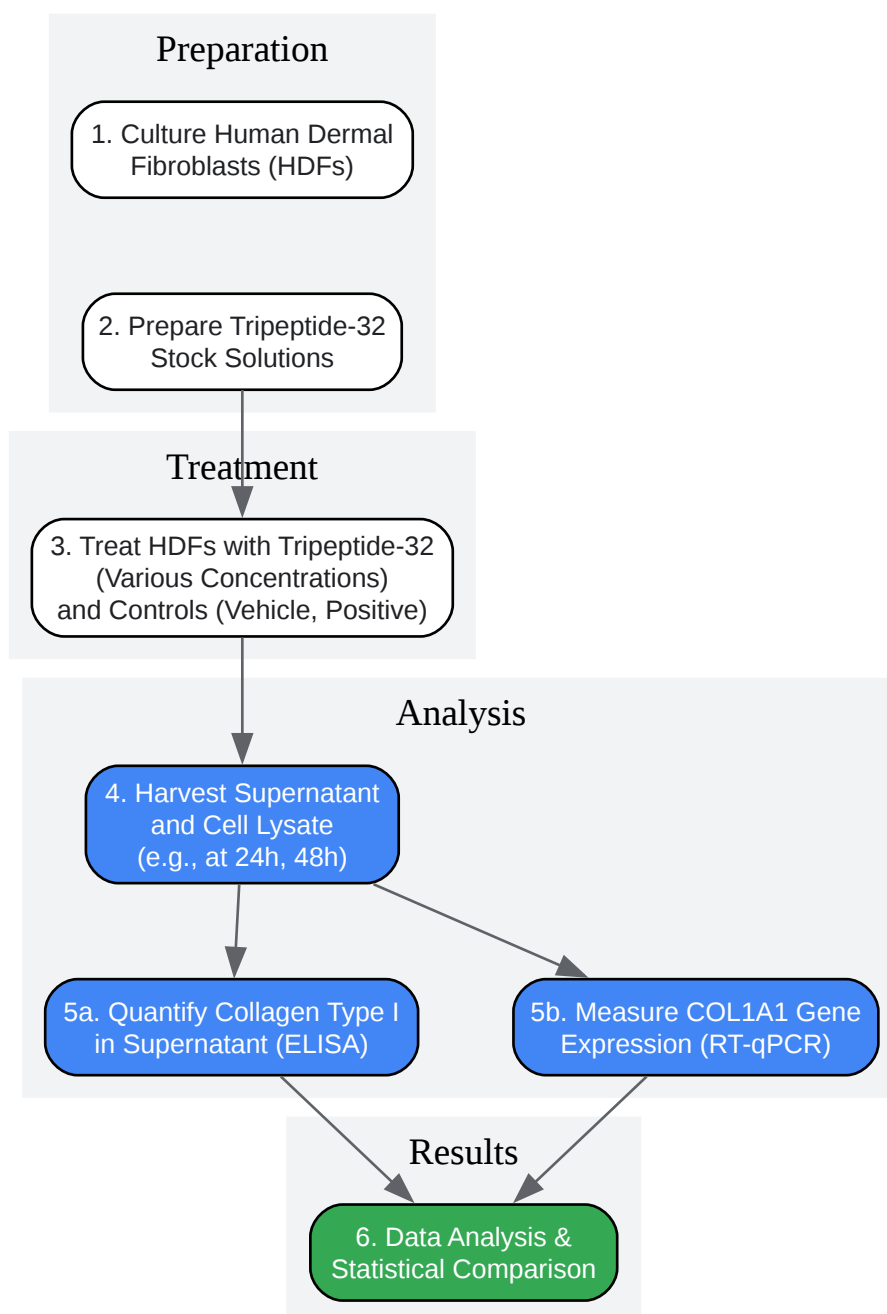 Preparation
1. Culture Human Dermal
Fibroblasts (HDFs)
2. Prepare Tripeptide-32
Stock Solutions
Treatment
3. Treat HDFs with Tripeptide-32
(Various Concentrations)
and Controls (Vehicle, Positive)
Analysis
4. Harvest Supernatant
and Cell Lysate
(e.g., at 24h, 48h)
5a. Quantify Collagen Type I
in Supernatant (ELISA)
5b. Measure COL1A1 Gene
Expression (RT-qPCR)
Results
6. Data Analysis &
Statistical Comparison